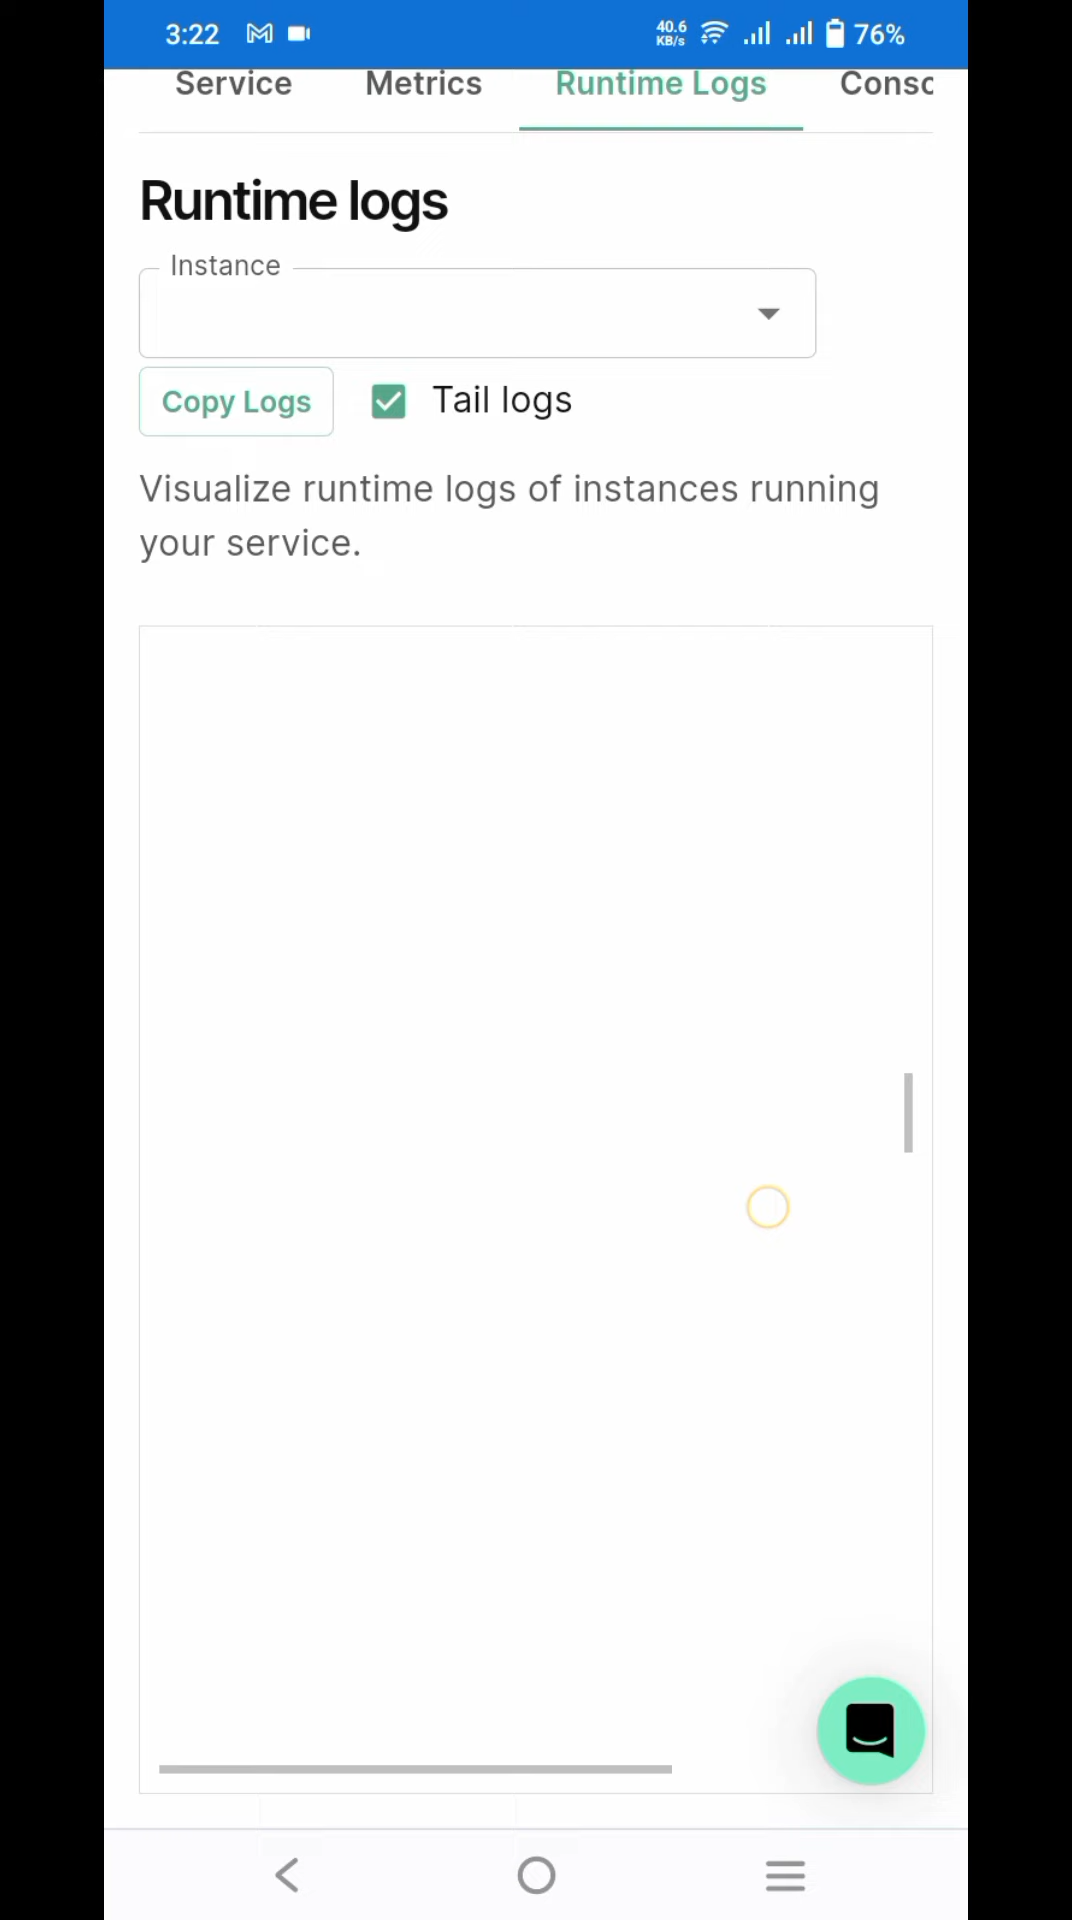 3:22 40.6 KB/s 76%
Service Metrics Runtime Logs Consc
Runtime logs
Instance
Copy Logs Tail logs
Visualize runtime logs of instances running
your service.